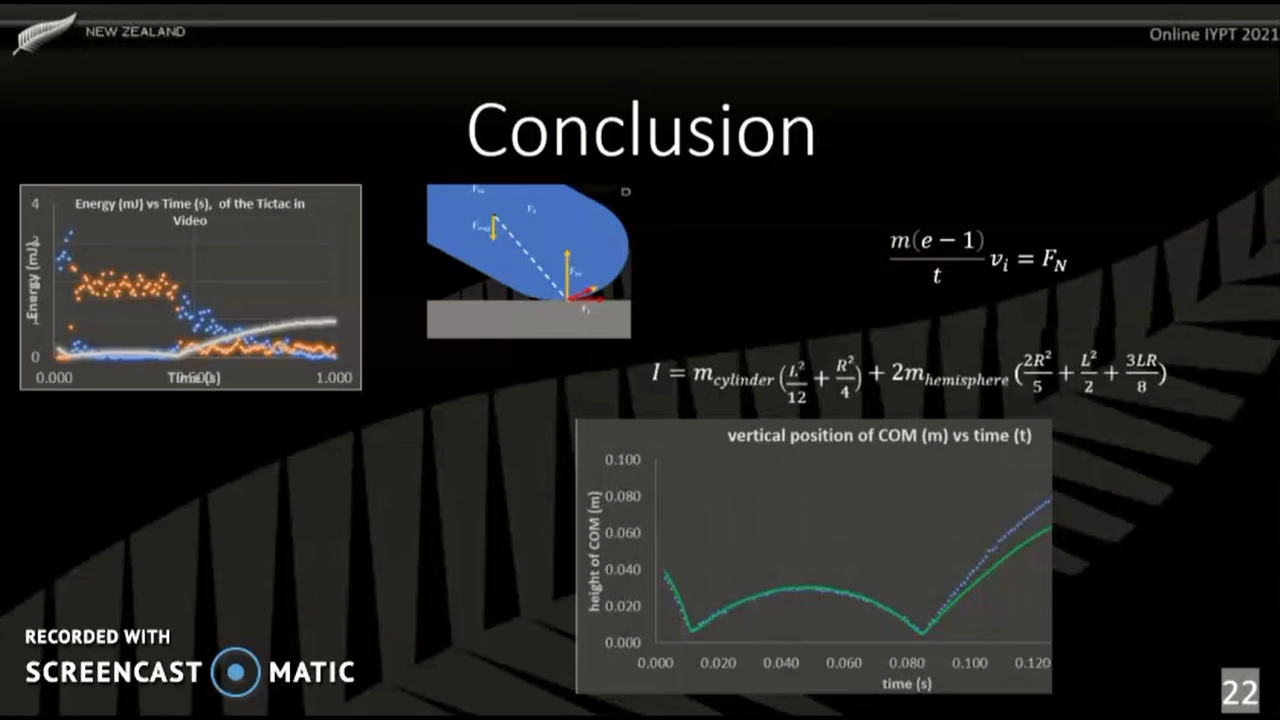 NEW ZEALAND
Online IYPT 2021
Conclusion
Energy (mJ) vs Time (s), of the Tictac in
Video
4
1
0
Energy (mJ)
0.000
1.000
Time (s)
D
m(e − 1)/t v_i = F_N
I = m_cylinder (L²/12 + R²/4) + 2m_hemisphere (2R²/5 + L²/2 + 3LR/8)
vertical position of COM (m) vs time (t)
height of COM (m)
0.100
0.080
0.060
0.040
0.020
0.000
0.000 0.020 0.040 0.060 0.080 0.100 0.120
time (s)
RECORDED WITH
SCREENCAST MATIC
22